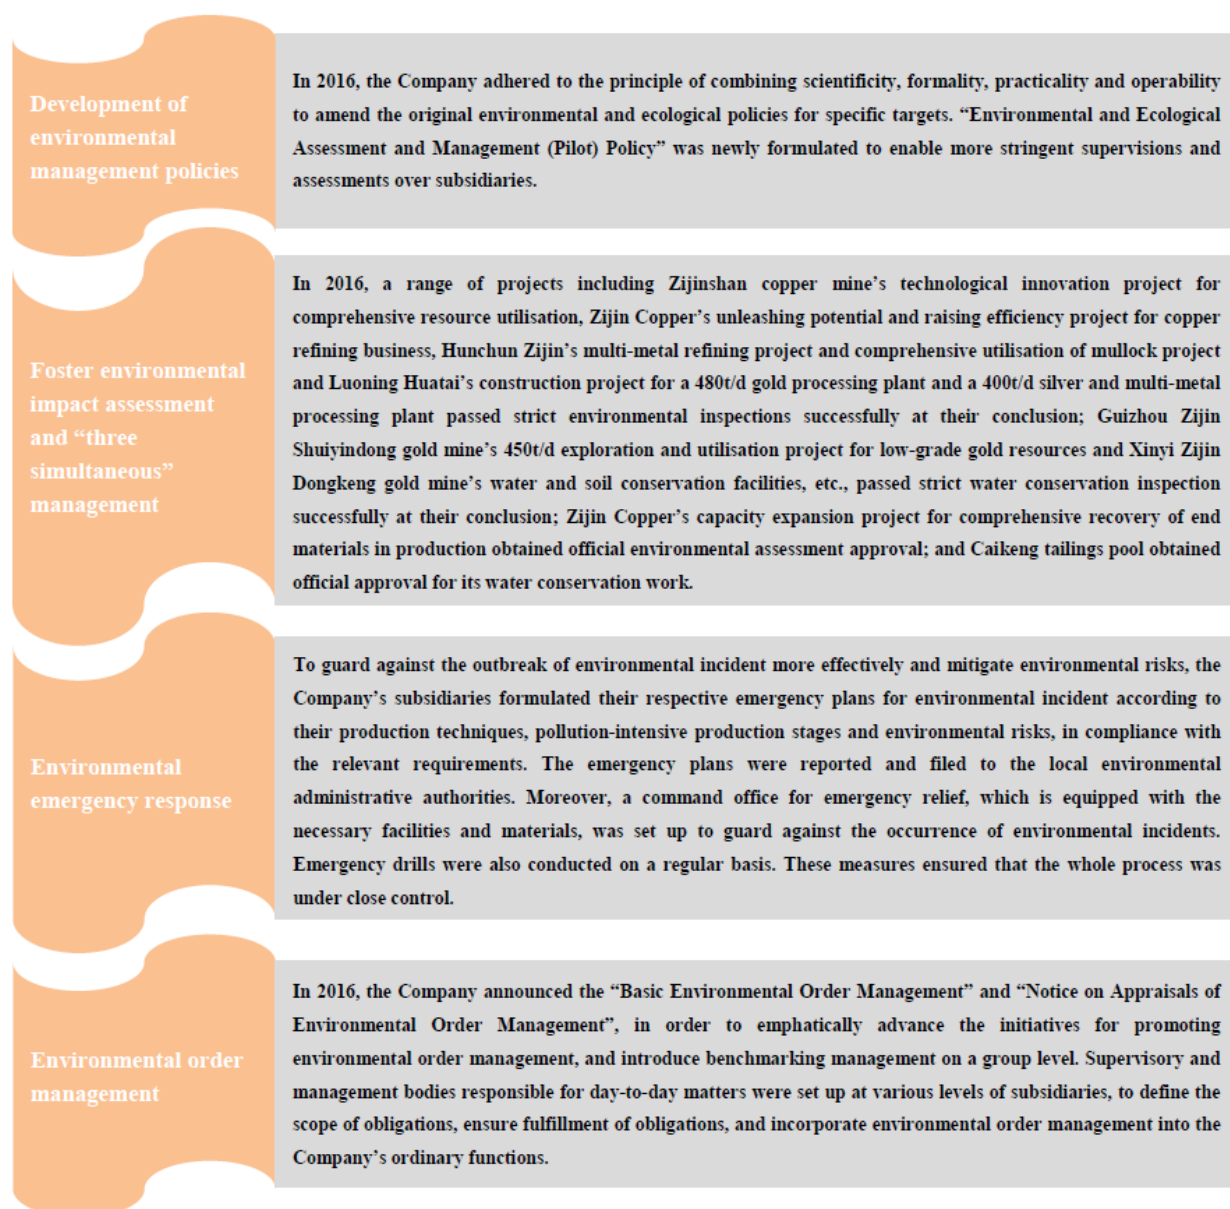 Development of
environmental
management policies
In 2016, the Company adhered to the principle of combining scientificity, formality, practicality and operability
to amend the original environmental and ecological policies for specific targets. “Environmental and Ecological
Assessment and Management (Pilot) Policy” was newly formulated to enable more stringent supervisions and
assessments over subsidiaries.
Foster environmental
impact assessment
and “three
simultaneous”
management
In 2016, a range of projects including Zijinshan copper mine’s technological innovation project for
comprehensive resource utilisation, Zijin Copper’s unleashing potential and raising efficiency project for copper
refining business, Hunchun Zijin’s multi-metal refining project and comprehensive utilisation of mullock project
and Luoning Huatai’s construction project for a 480t/d gold processing plant and a 400t/d silver and multi-metal
processing plant passed strict environmental inspections successfully at their conclusion; Guizhou Zijin
Shuiyindong gold mine’s 450t/d exploration and utilisation project for low-grade gold resources and Xinyi Zijin
Dongkeng gold mine’s water and soil conservation facilities, etc., passed strict water conservation inspection
successfully at their conclusion; Zijin Copper’s capacity expansion project for comprehensive recovery of end
materials in production obtained official environmental assessment approval; and Caikeng tailings pool obtained
official approval for its water conservation work.
Environmental
emergency response
To guard against the outbreak of environmental incident more effectively and mitigate environmental risks, the
Company’s subsidiaries formulated their respective emergency plans for environmental incident according to
their production techniques, pollution-intensive production stages and environmental risks, in compliance with
the relevant requirements. The emergency plans were reported and filed to the local environmental
administrative authorities. Moreover, a command office for emergency relief, which is equipped with the
necessary facilities and materials, was set up to guard against the occurrence of environmental incidents.
Emergency drills were also conducted on a regular basis. These measures ensured that the whole process was
under close control.
Environmental order
management
In 2016, the Company announced the “Basic Environmental Order Management” and “Notice on Appraisals of
Environmental Order Management”, in order to emphatically advance the initiatives for promoting
environmental order management, and introduce benchmarking management on a group level. Supervisory and
management bodies responsible for day-to-day matters were set up at various levels of subsidiaries, to define the
scope of obligations, ensure fulfillment of obligations, and incorporate environmental order management into the
Company’s ordinary functions.